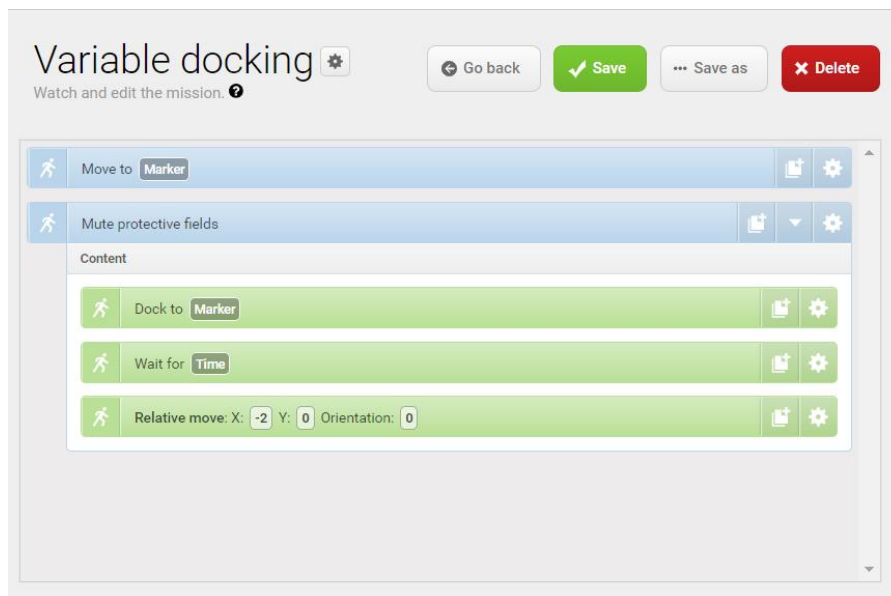 Variable docking
Go back
Save
Save as
Delete
Watch and edit the mission.
Move to Marker
Mute protective fields
Content
Dock to Marker
Wait for Time
Relative move: X: -2 Y: 0 Orientation: 0